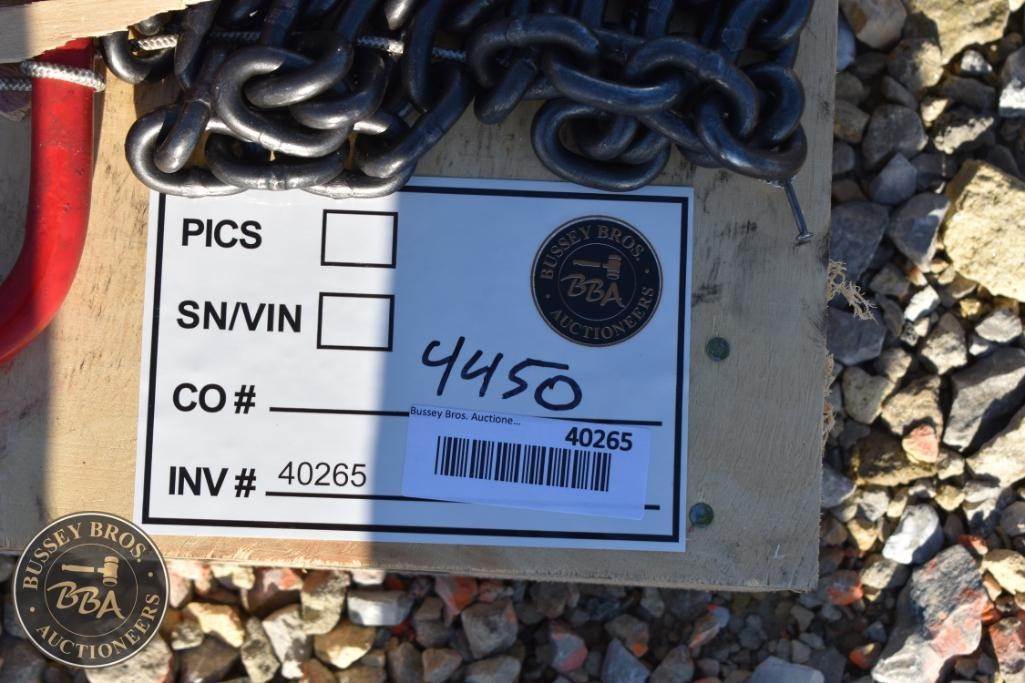 PICS
BUSSEY BROS.
BBA
AUCTIONEERS
SN/VIN
CO # 4450
Bussey Bros. Auctione...
40265
INV # 40265
BUSSEY BROS.
BBA
AUCTIONEERS